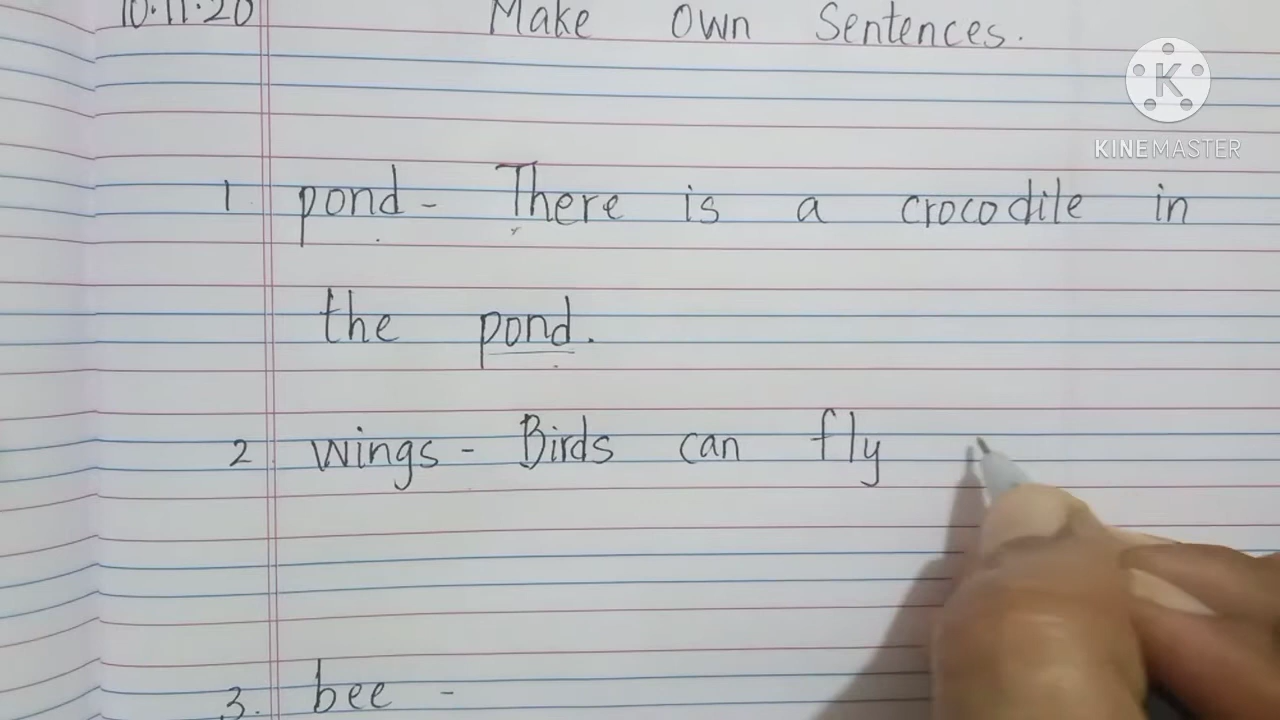 10.11.20 Make Own Sentences.
KINEMASTER
1 pond - There is a crocodile in
the pond.
2 wings - Birds can fly
3. bee -